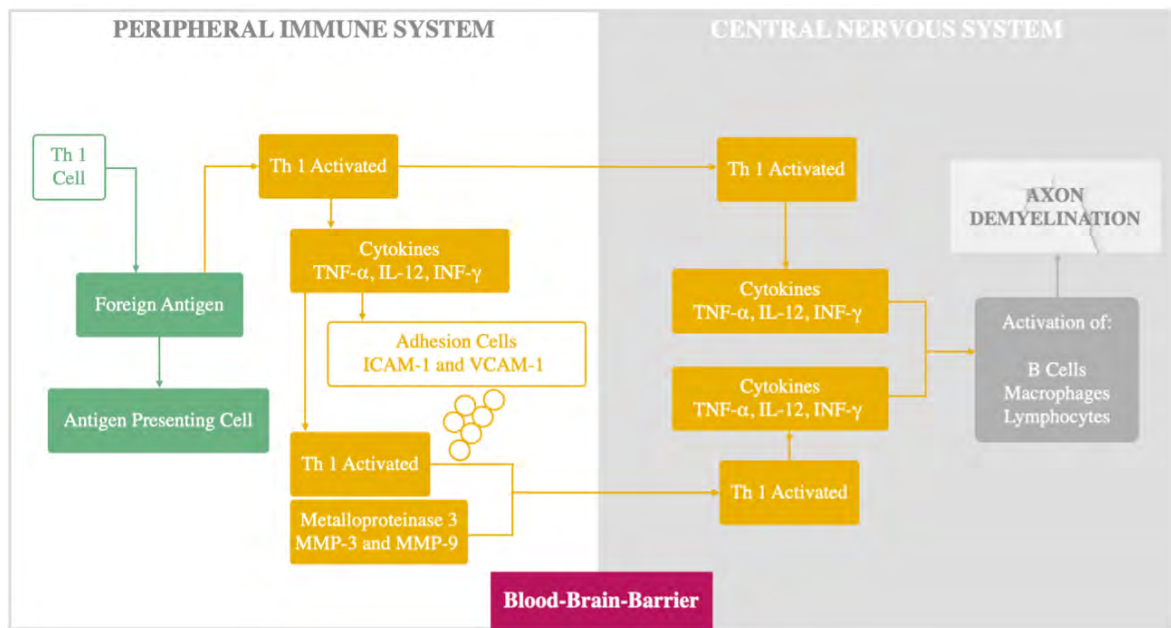 PERIPHERAL IMMUNE SYSTEM
CENTRAL NERVOUS SYSTEM
Th 1
Cell
Th 1 Activated
Th 1 Activated
AXON
DEMYELINATION
Cytokines
TNF-α, IL-12, INF-γ
Foreign Antigen
Cytokines
TNF-α, IL-12, INF-γ
Activation of:
B Cells
Macrophages
Lymphocytes
Adhesion Cells
ICAM-1 and VCAM-1
Antigen Presenting Cell
Cytokines
TNF-α, IL-12, INF-γ
Th 1 Activated
Th 1 Activated
Metalloproteinase 3
MMP-3 and MMP-9
Blood-Brain-Barrier